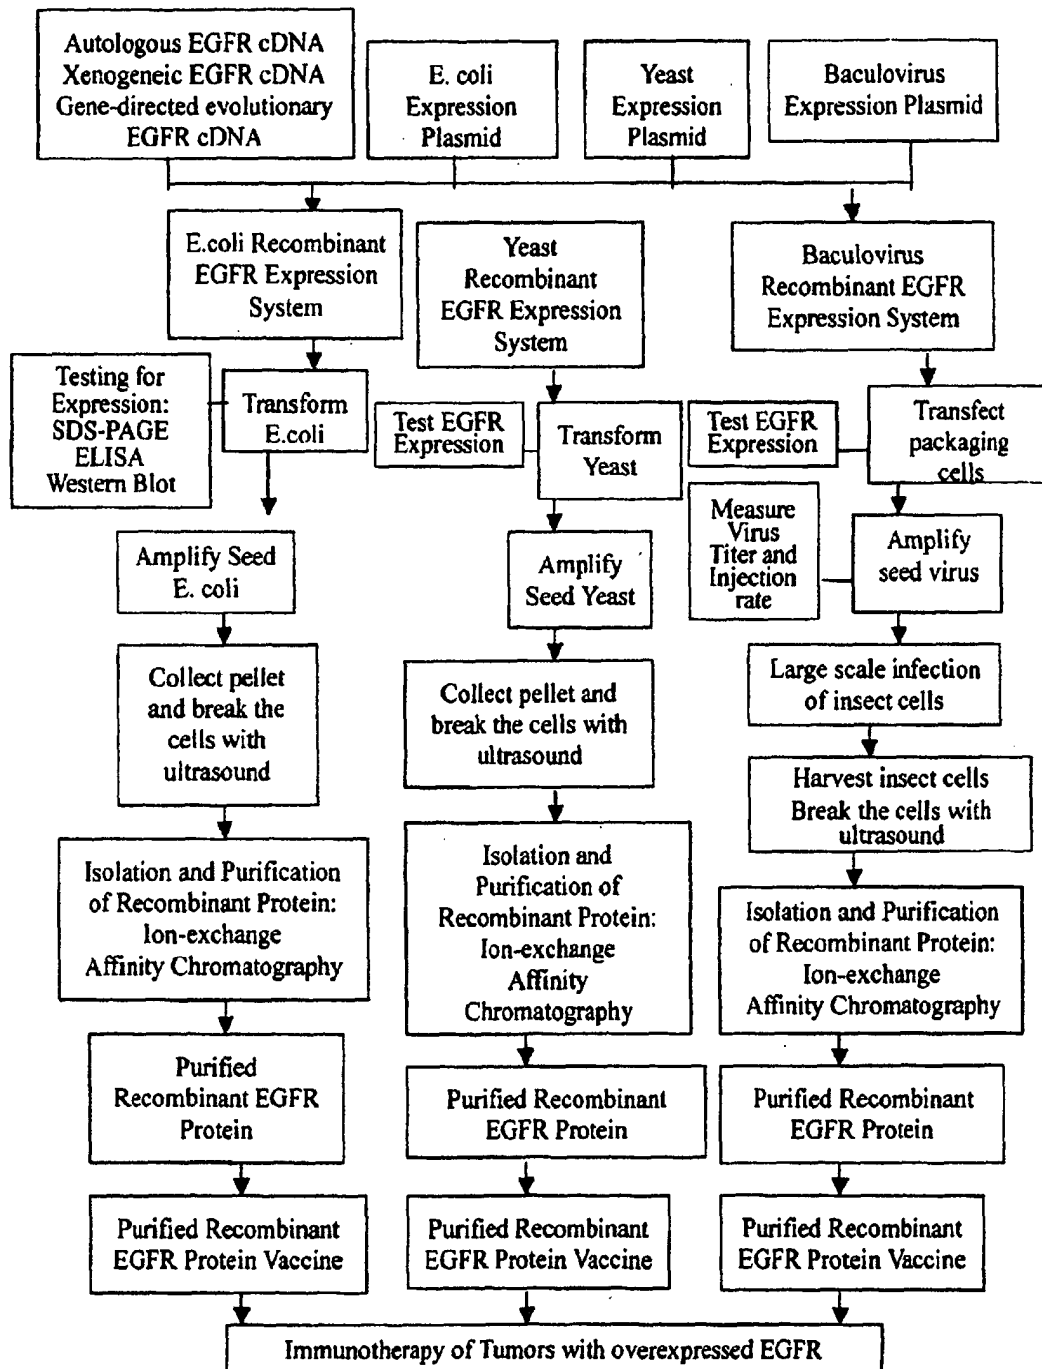 Autologous EGFR cDNA
Xenogeneic EGFR cDNA
Gene-directed evolutionary
EGFR cDNA
E. coli
Expression
Plasmid
Yeast
Expression
Plasmid
Baculovirus
Expression Plasmid
E.coli Recombinant
EGFR Expression
System
Yeast
Recombinant
EGFR Expression
System
Baculovirus
Recombinant EGFR
Expression System
Testing for
Expression:
SDS-PAGE
ELISA
Western Blot
Transform
E.coli
Test EGFR
Expression
Transform
Yeast
Test EGFR
Expression
Transfect
packaging
cells
Measure
Virus
Titer and
Injection
rate
Amplify
seed virus
Amplify Seed
E. coli
Amplify
Seed Yeast
Large scale infection
of insect cells
Collect pellet
and break the
cells with
ultrasound
Collect pellet and
break the cells with
ultrasound
Harvest insect cells
Break the cells with
ultrasound
Isolation and Purification
of Recombinant Protein:
Ion-exchange
Affinity Chromatography
Isolation and
Purification of
Recombinant Protein:
Ion-exchange
Affinity
Chromatography
Isolation and Purification
of Recombinant Protein:
Ion-exchange
Affinity Chromatography
Purified
Recombinant EGFR
Protein
Purified Recombinant
EGFR Protein
Purified Recombinant
EGFR Protein
Purified Recombinant
EGFR Protein Vaccine
Purified Recombinant
EGFR Protein Vaccine
Purified Recombinant
EGFR Protein Vaccine
Immunotherapy of Tumors with overexpressed EGFR